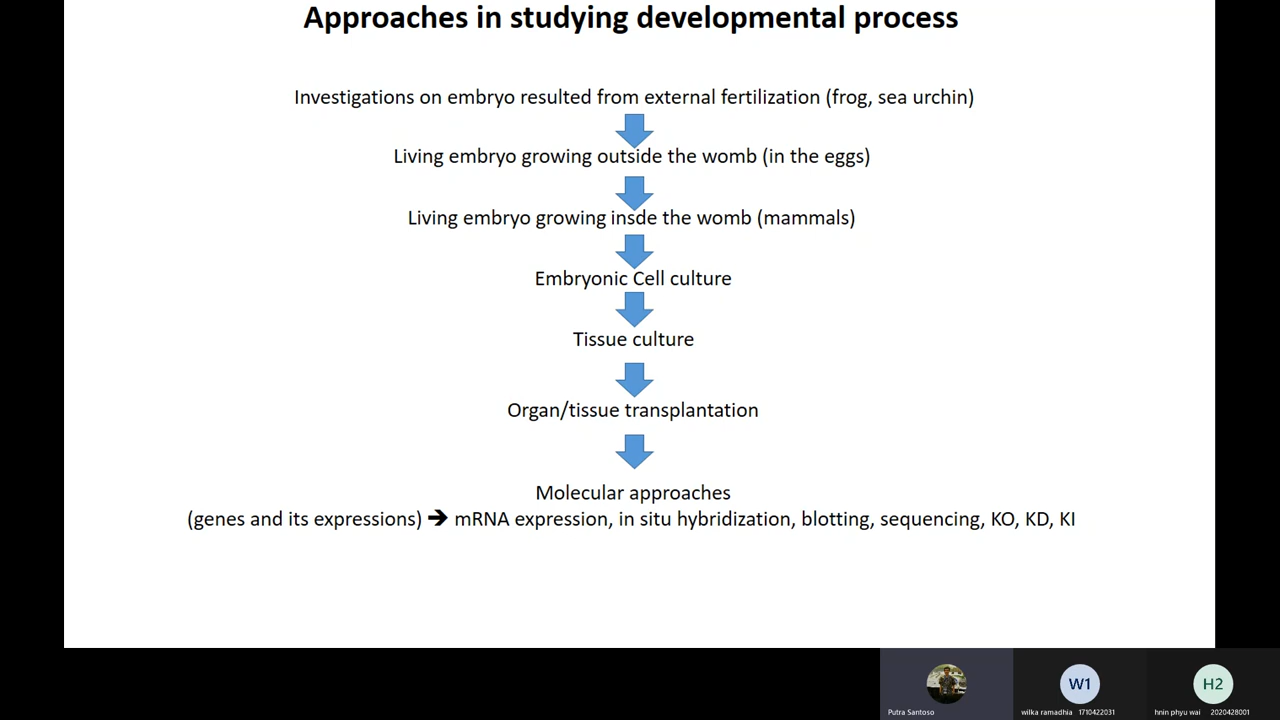 Approaches in studying developmental process
Investigations on embryo resulted from external fertilization (frog, sea urchin)
Living embryo growing outside the womb (in the eggs)
Living embryo growing insde the womb (mammals)
Embryonic Cell culture
Tissue culture
Organ/tissue transplantation
Molecular approaches
(genes and its expressions) ➔ mRNA expression, in situ hybridization, blotting, sequencing, KO, KD, KI
W1
H2
Putra Santoso
wilka ramadhia 1710422031
hnin phyu wai 2020428001